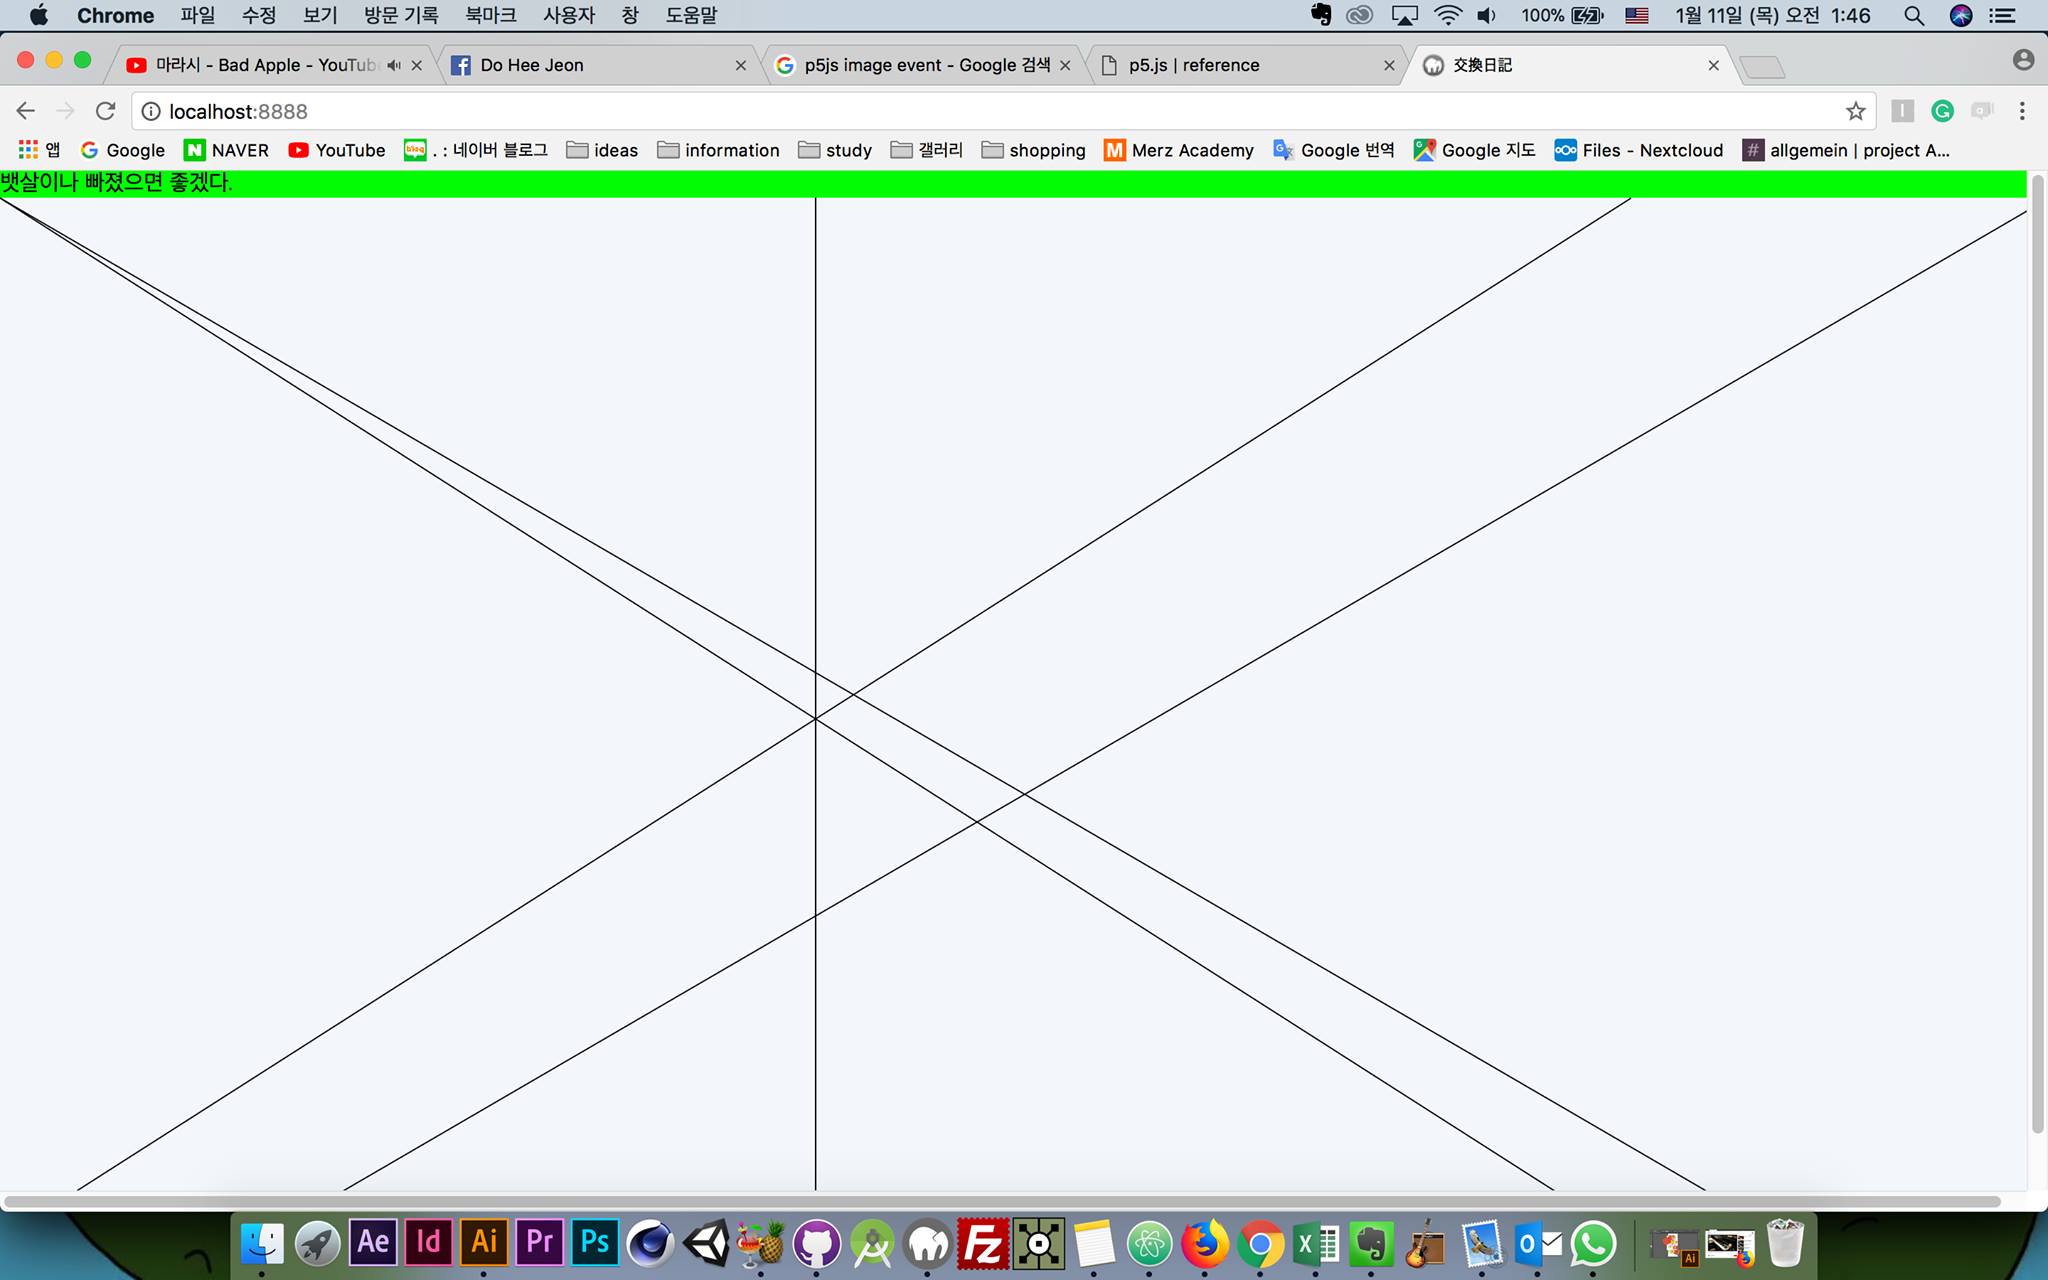 Chrome 파일 수정 보기 방문 기록 북마크 사용자 창 도움말 100% 1월 11일 (목) 오전 1:46
마라시 - Bad Apple - YouTube Do Hee Jeon p5js image event - Google 검색 p5.js | reference 交換日記
localhost:8888
앱 Google NAVER YouTube blog . : 네이버 블로그 ideas information study 갤러리 shopping M Merz Academy Google 번역 Google 지도 Files - Nextcloud # allgemein | project A...
뱃살이나 빠졌으면 좋겠다.
Ae Id Ai Pr Ps Fz X O Ai